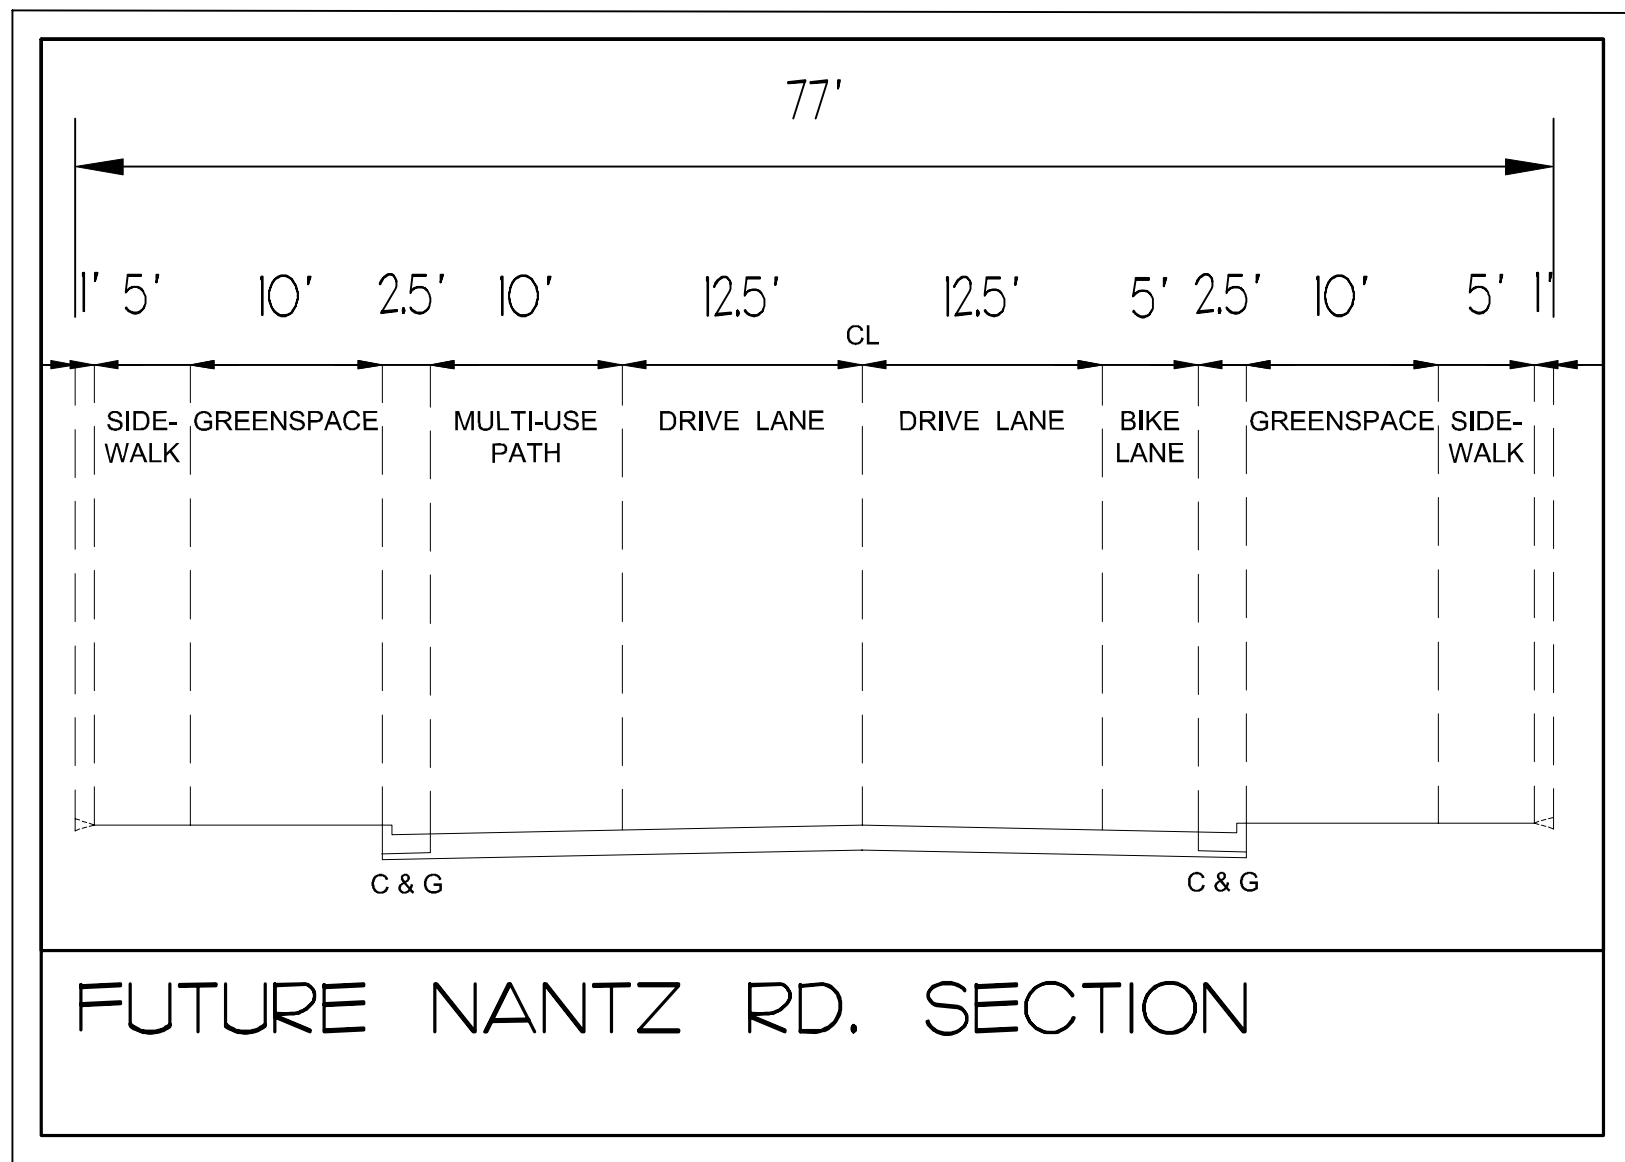 77'
1' 5' 10' 2.5' 10' 12.5' 12.5' 5' 2.5' 10' 5' 1'
CL
SIDE- GREENSPACE MULTI-USE DRIVE LANE DRIVE LANE BIKE GREENSPACE SIDE-
WALK PATH LANE WALK
C & G C & G
FUTURE NANTZ RD. SECTION